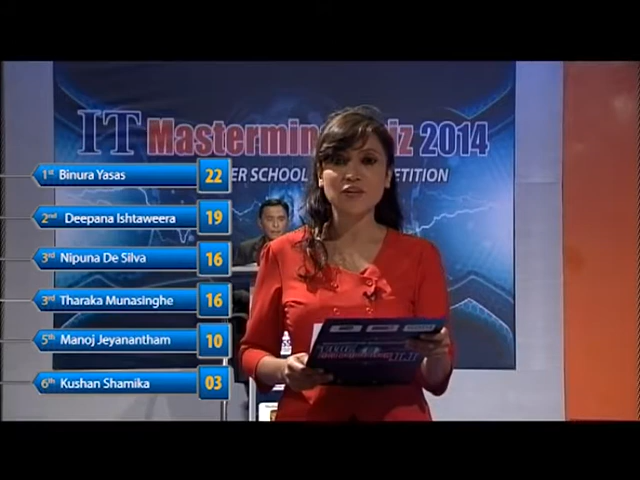 IT Mastermin iz 2014
ER SCHOOL PETITION
1st Binura Yasas 22
2nd Deepana Ishtaweera 19
3rd Nipuna De Silva 16
3rd Tharaka Munasinghe 16
5th Manoj Jeyanantham 10
6th Kushan Shamika 03